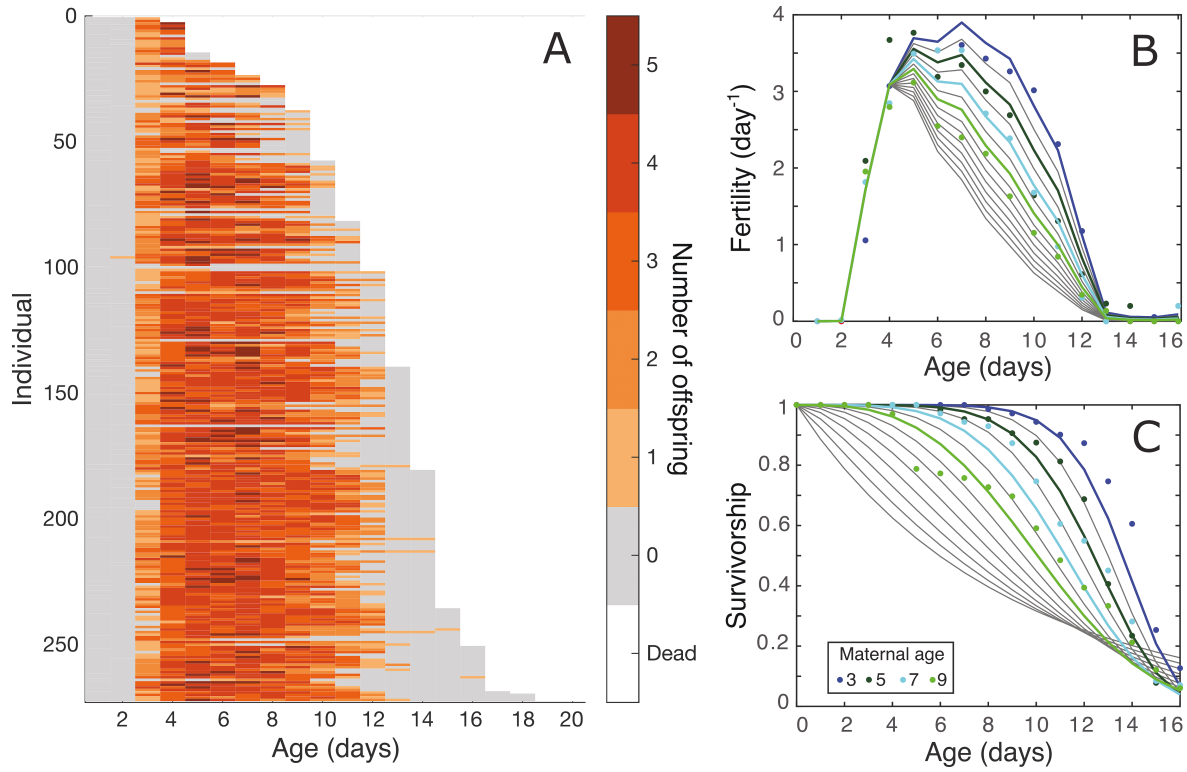 A
0
50
100
150
200
250
Individual
2 4 6 8 10 12 14 16 18 20
Age (days)
5
4
3
2
1
0
Dead
Number of offspring
B
4
3
2
1
0
Fertility (day-1)
0 2 4 6 8 10 12 14 16
Age (days)
C
1
0.8
0.6
0.4
0.2
0
Survivorship
Maternal age
3 5 7 9
0 2 4 6 8 10 12 14 16
Age (days)